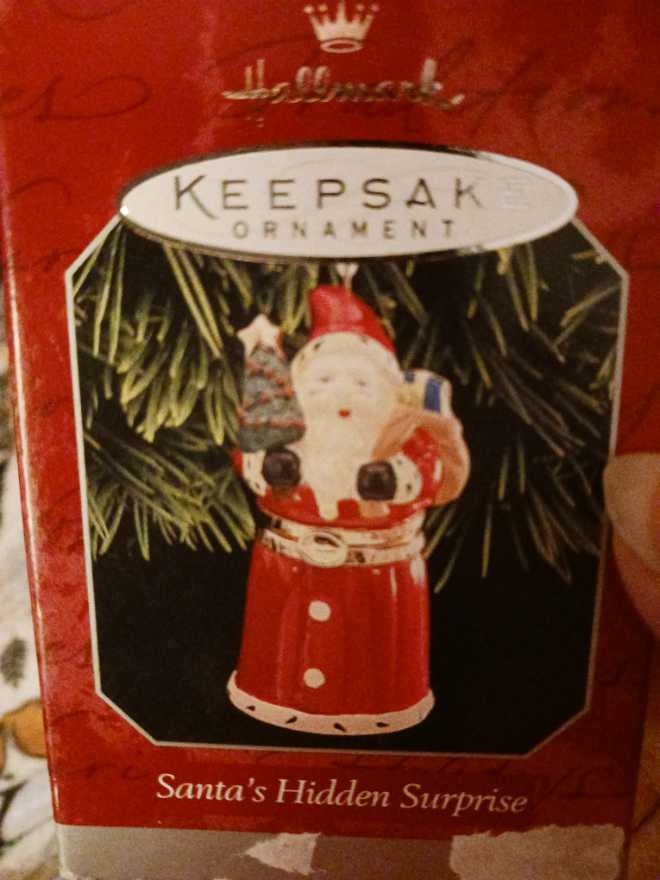 Hallmark
KEEPSAKE
ORNAMENT
Santa's Hidden Surprise